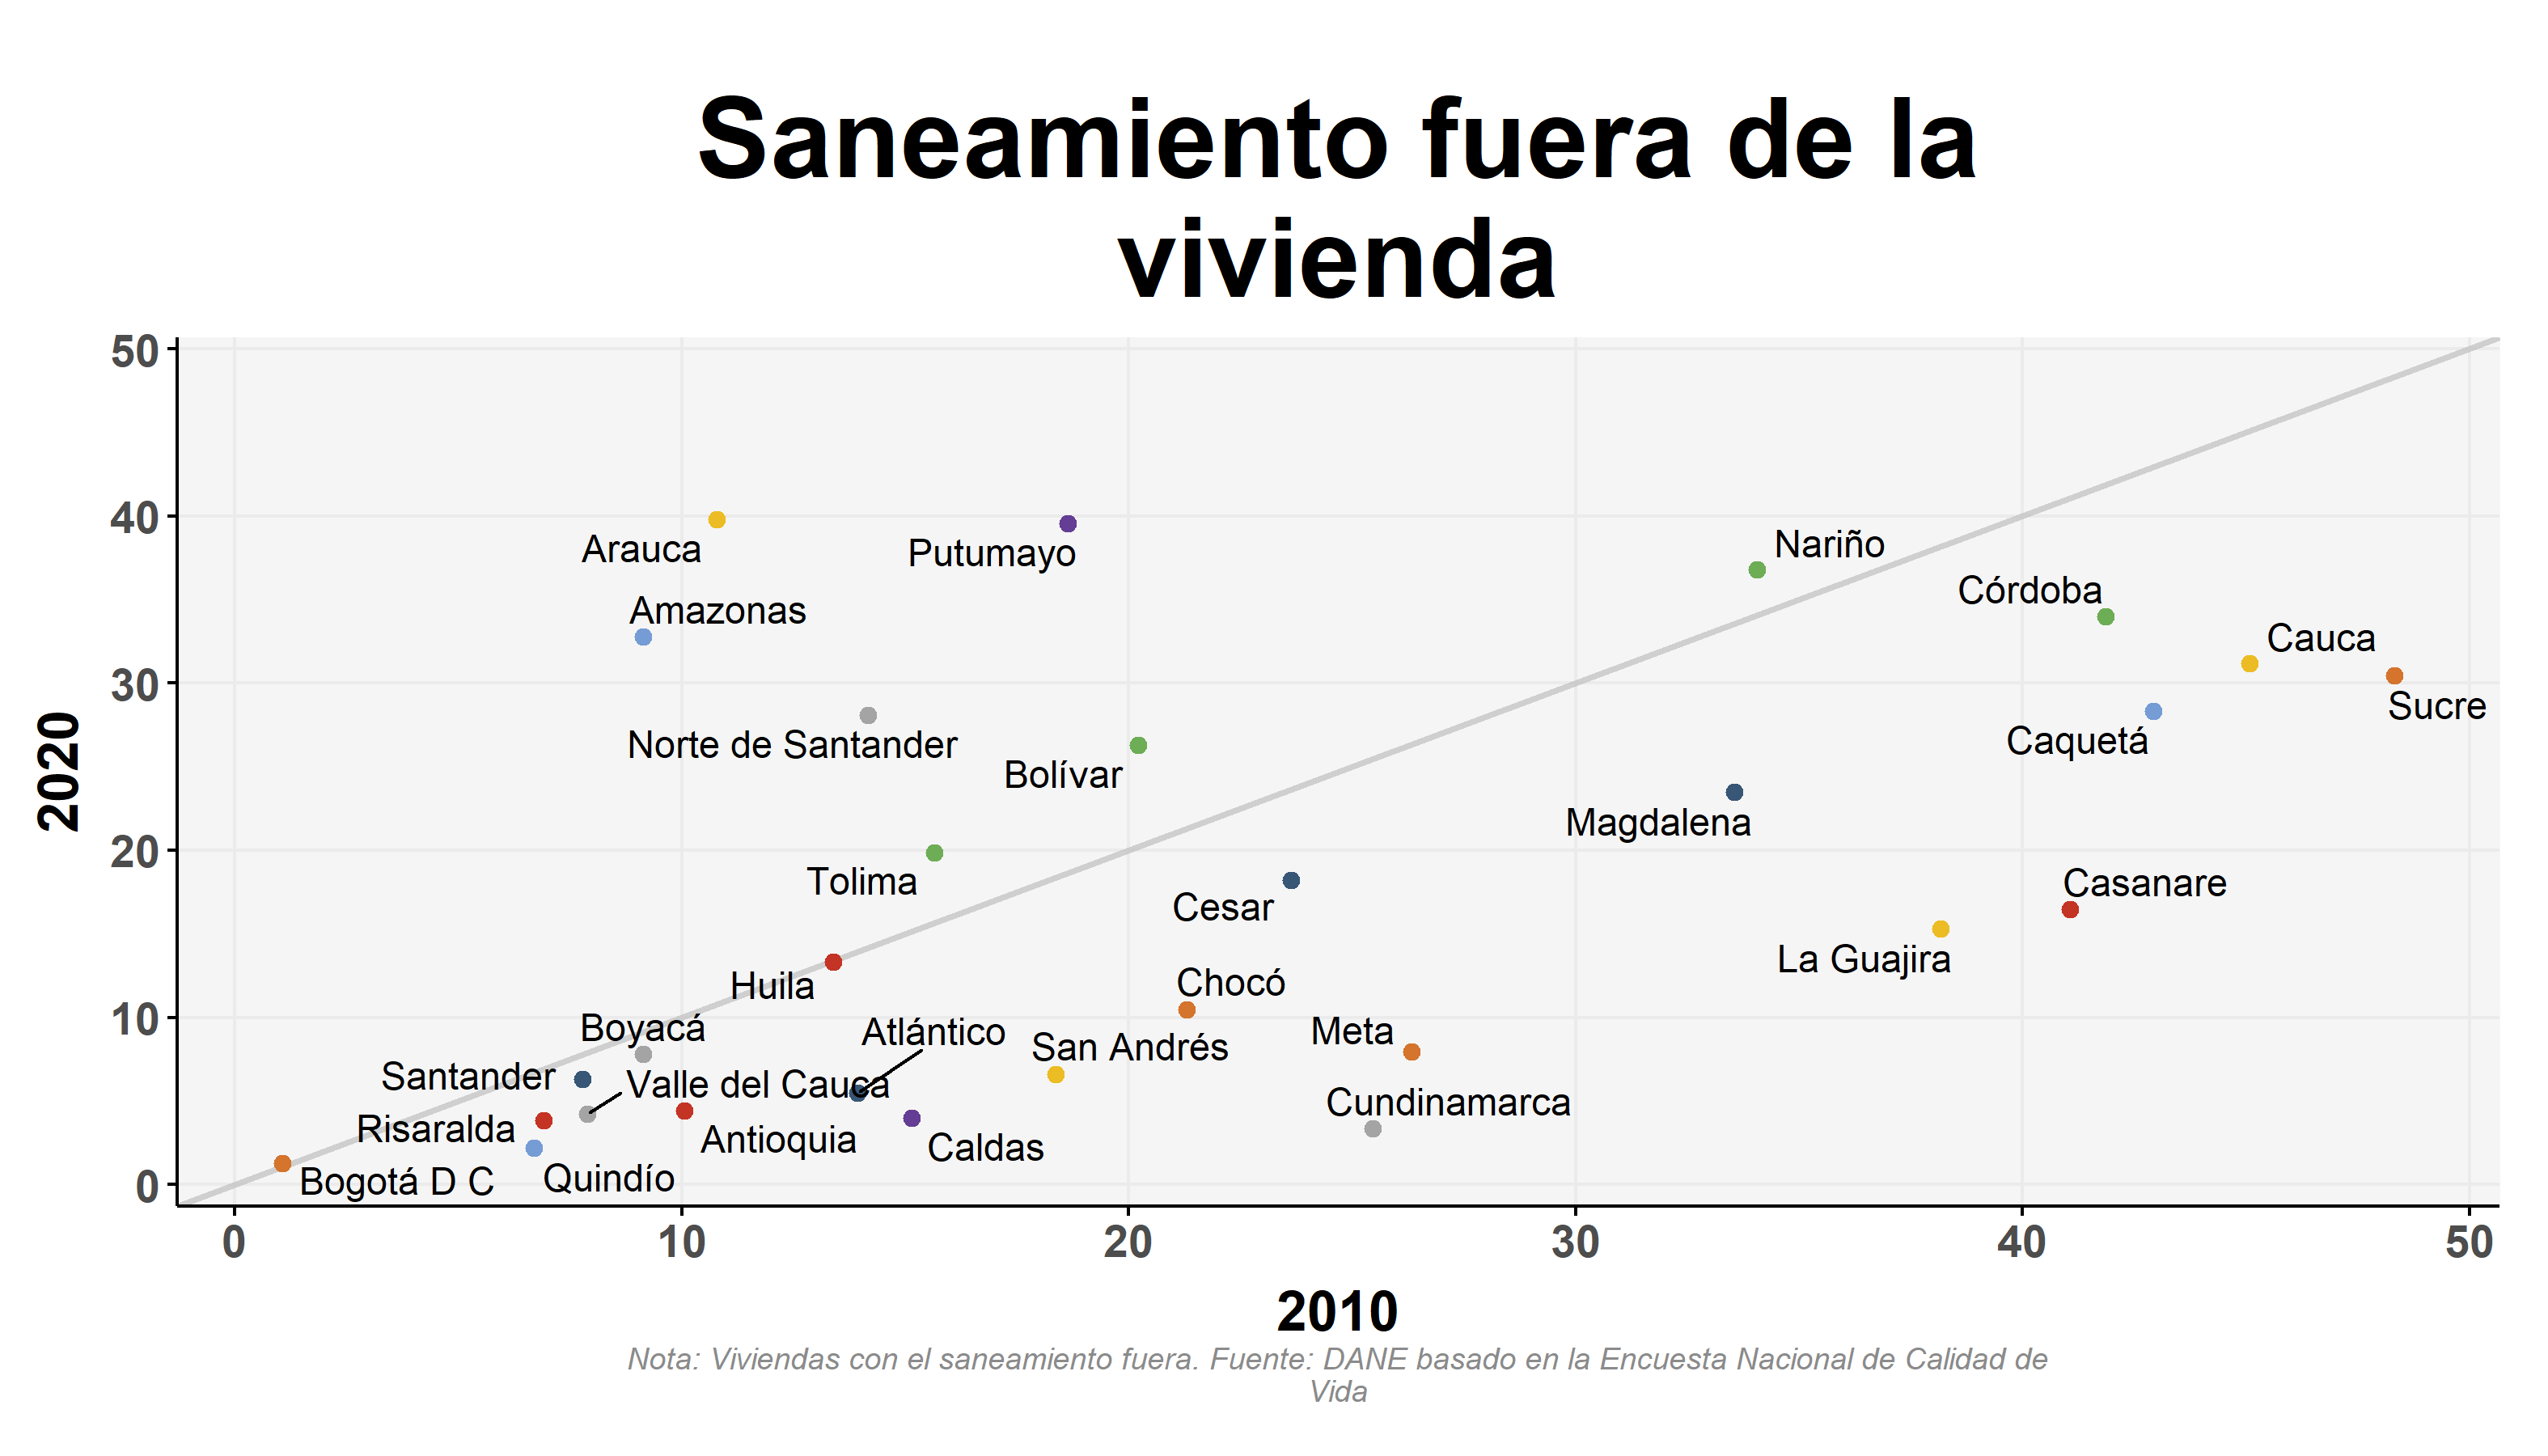 Saneamiento fuera de la
vivienda
50
40
30
20
10
0
2020
Arauca
Putumayo
Nariño
Amazonas
Córdoba
Cauca
Sucre
Norte de Santander
Caquetá
Bolívar
Magdalena
Tolima
Cesar
Casanare
La Guajira
Huila
Chocó
Boyacá
Atlántico
San Andrés
Meta
Santander
Valle del Cauca
Cundinamarca
Risaralda
Antioquia
Caldas
Bogotá D C
Quindío
0 10 20 30 40 50
2010
Nota: Viviendas con el saneamiento fuera. Fuente: DANE basado en la Encuesta Nacional de Calidad de
Vida